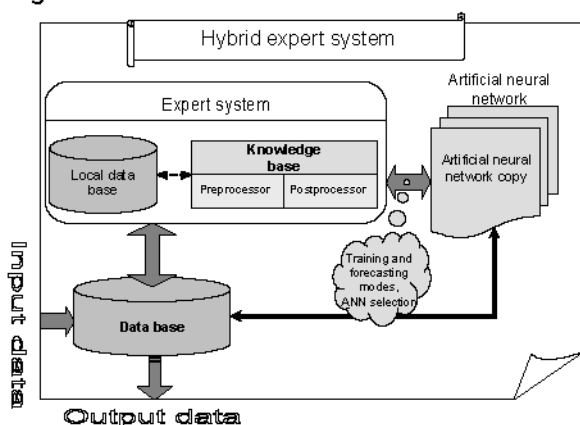 Hybrid expert system
Expert system
Local data
base
Knowledge
base
Preprocessor
Postprocessor
Artificial neural
network
Artificial neural
network copy
Training and
forecasting
modes,
ANN selection
Data base
Input data
Output data